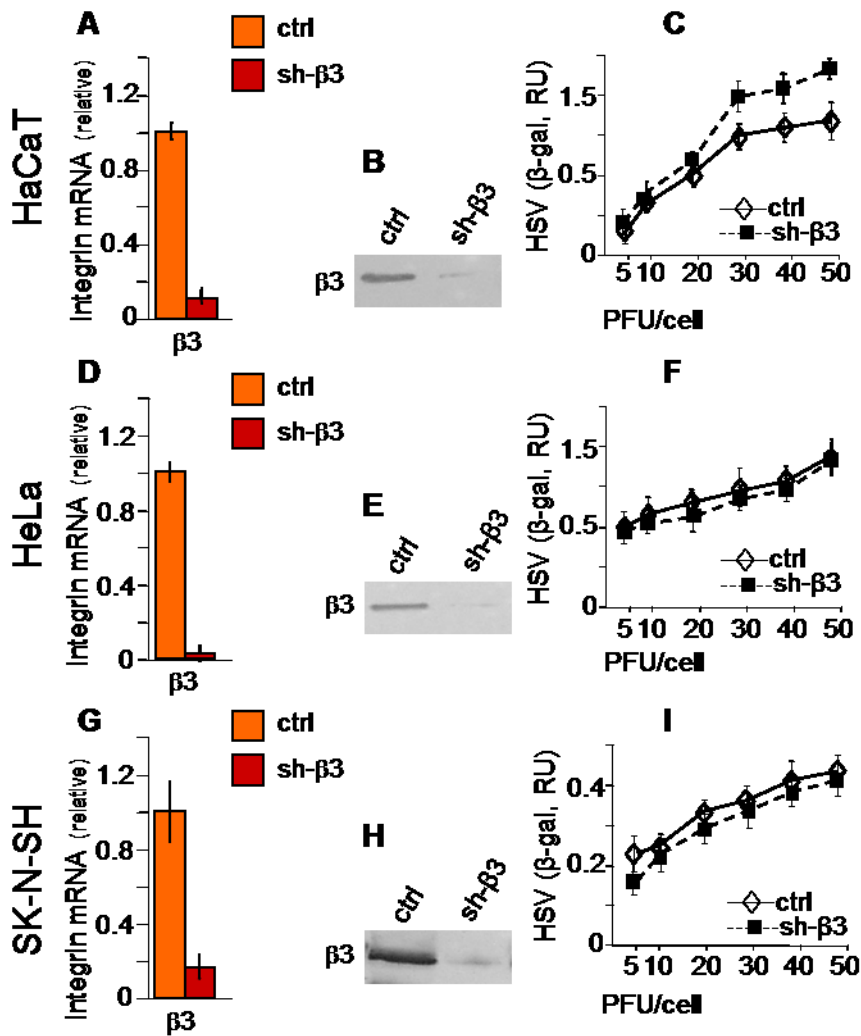 HaCaT
A
ctrl
sh-β3
Integrin mRNA (relative)
1.2
0.8
0.4
0
β3
B
ctrl
sh-β3
β3
C
HSV (β-gal, RU)
1.5
0.5
0
ctrl
sh-β3
5 10 20 30 40 50
PFU/cell
HeLa
D
ctrl
sh-β3
Integrin mRNA (relative)
1.2
0.8
0.4
0
β3
E
ctrl
sh-β3
β3
F
HSV (β-gal, RU)
1.5
0.5
0
ctrl
sh-β3
5 10 20 30 40 50
PFU/cell
SK-N-SH
G
ctrl
sh-β3
Integrin mRNA (relative)
1.2
0.8
0.4
0
β3
H
ctrl
sh-β3
β3
I
HSV (β-gal, RU)
0.4
0.2
0
ctrl
sh-β3
5 10 20 30 40 50
PFU/cell